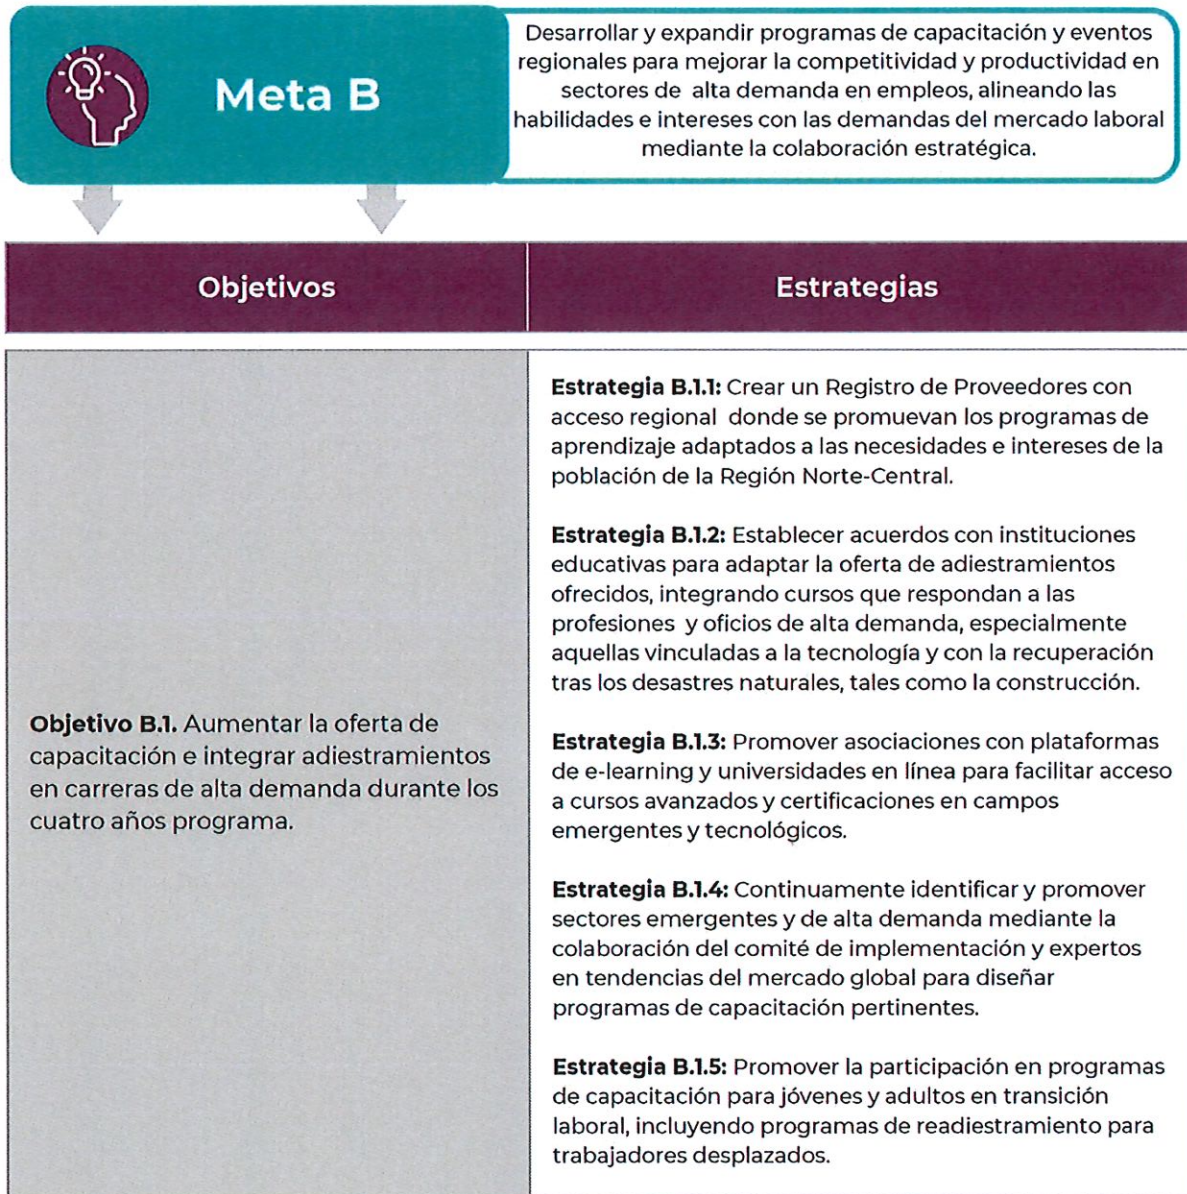 Meta B
Desarrollar y expandir programas de capacitación y eventos
regionales para mejorar la competitividad y productividad en
sectores de alta demanda en empleos, alineando las
habilidades e intereses con las demandas del mercado laboral
mediante la colaboración estratégica.
Objetivos
Estrategias
Objetivo B.1. Aumentar la oferta de
capacitación e integrar adiestramientos
en carreras de alta demanda durante los
cuatro años programa.
Estrategia B.1.1: Crear un Registro de Proveedores con
acceso regional donde se promuevan los programas de
aprendizaje adaptados a las necesidades e intereses de la
población de la Región Norte-Central.
Estrategia B.1.2: Establecer acuerdos con instituciones
educativas para adaptar la oferta de adiestramientos
ofrecidos, integrando cursos que respondan a las
profesiones y oficios de alta demanda, especialmente
aquellas vinculadas a la tecnología y con la recuperación
tras los desastres naturales, tales como la construcción.
Estrategia B.1.3: Promover asociaciones con plataformas
de e-learning y universidades en línea para facilitar acceso
a cursos avanzados y certificaciones en campos
emergentes y tecnológicos.
Estrategia B.1.4: Continuamente identificar y promover
sectores emergentes y de alta demanda mediante la
colaboración del comité de implementación y expertos
en tendencias del mercado global para diseñar
programas de capacitación pertinentes.
Estrategia B.1.5: Promover la participación en programas
de capacitación para jóvenes y adultos en transición
laboral, incluyendo programas de readiestramiento para
trabajadores desplazados.